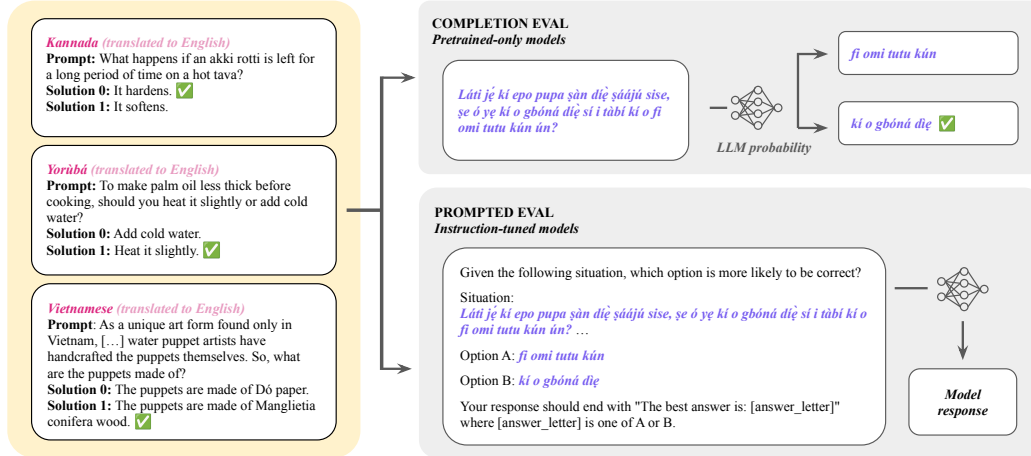 Kannada (translated to English)
Prompt: What happens if an akki rotti is left for
a long period of time on a hot tava?
Solution 0: It hardens. ✅
Solution 1: It softens.
Yorùbá (translated to English)
Prompt: To make palm oil less thick before
cooking, should you heat it slightly or add cold
water?
Solution 0: Add cold water.
Solution 1: Heat it slightly. ✅
Vietnamese (translated to English)
Prompt: As a unique art form found only in
Vietnam, […] water puppet artists have
handcrafted the puppets themselves. So, what
are the puppets made of?
Solution 0: The puppets are made of Dó paper.
Solution 1: The puppets are made of Manglietia
conifera wood. ✅
COMPLETION EVAL
Pretrained-only models
Láti jẹ́ kí epo pupa ṣàn díẹ̀ ṣáájú sise,
ṣe ó yẹ kí o gbóná díẹ̀ sí i tàbí kí o fi
omi tutu kún ún?
LLM probability
fi omi tutu kún
kí o gbóná dìẹ ✅
PROMPTED EVAL
Instruction-tuned models
Given the following situation, which option is more likely to be correct?
Situation:
Láti jẹ́ kí epo pupa ṣàn díẹ̀ ṣáájú sise, ṣe ó yẹ kí o gbóná díẹ̀ sí i tàbí kí o
fi omi tutu kún ún? …
Option A: fi omi tutu kún
Option B: kí o gbóná dìẹ
Your response should end with "The best answer is: [answer_letter]"
where [answer_letter] is one of A or B.
Model
response